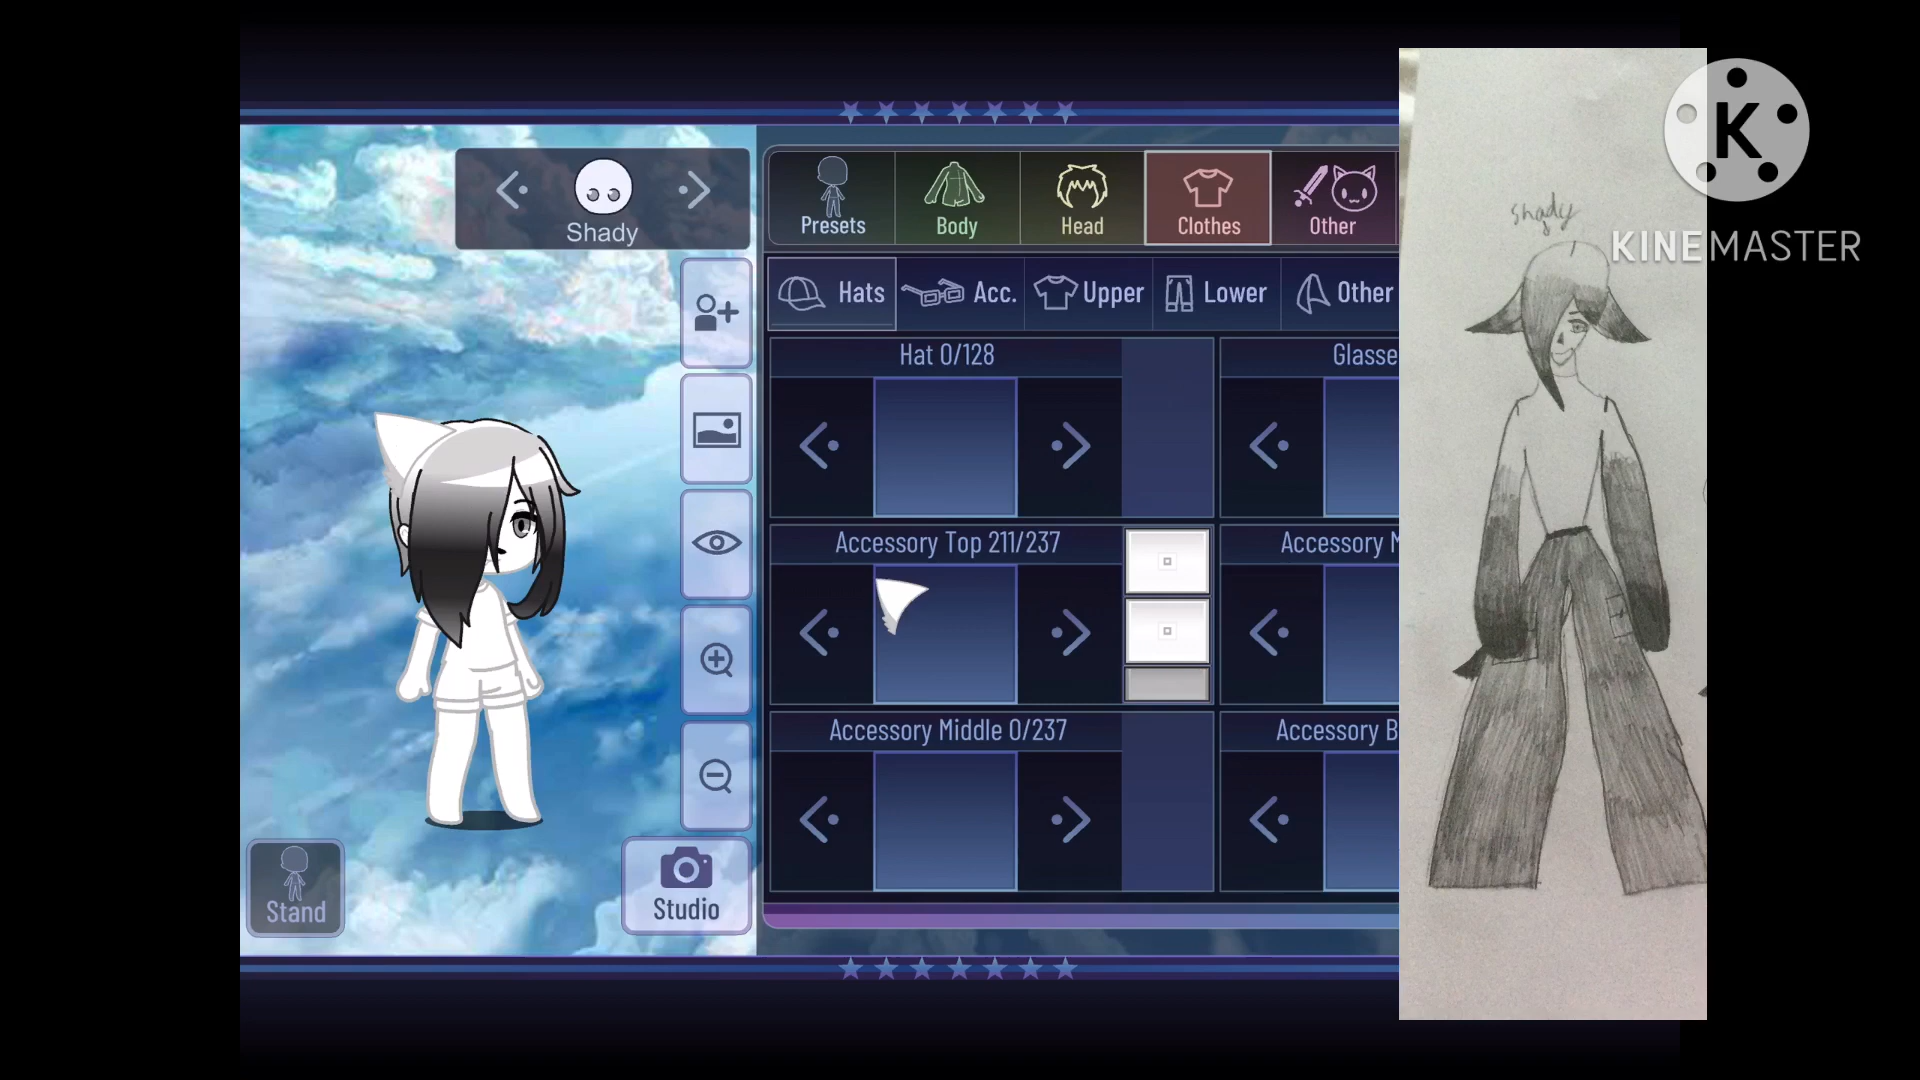 Shady
Presets
Body
Head
Clothes
Other
Hats
Acc.
Upper
Lower
Other
Hat 0/128
Glasse
Accessory Top 211/237
Accessory M
Accessory Middle 0/237
Accessory B
Stand
Studio
shady
K
KINEMASTER